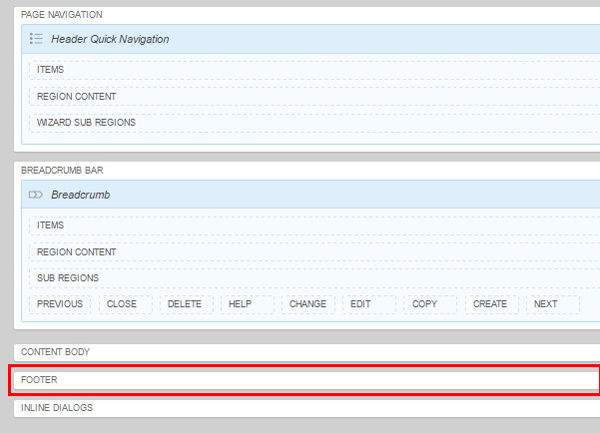 PAGE NAVIGATION
Header Quick Navigation
ITEMS
REGION CONTENT
WIZARD SUB REGIONS
BREADCRUMB BAR
Breadcrumb
ITEMS
REGION CONTENT
SUB REGIONS
PREVIOUS CLOSE DELETE HELP CHANGE EDIT COPY CREATE NEXT
CONTENT BODY
FOOTER
INLINE DIALOGS